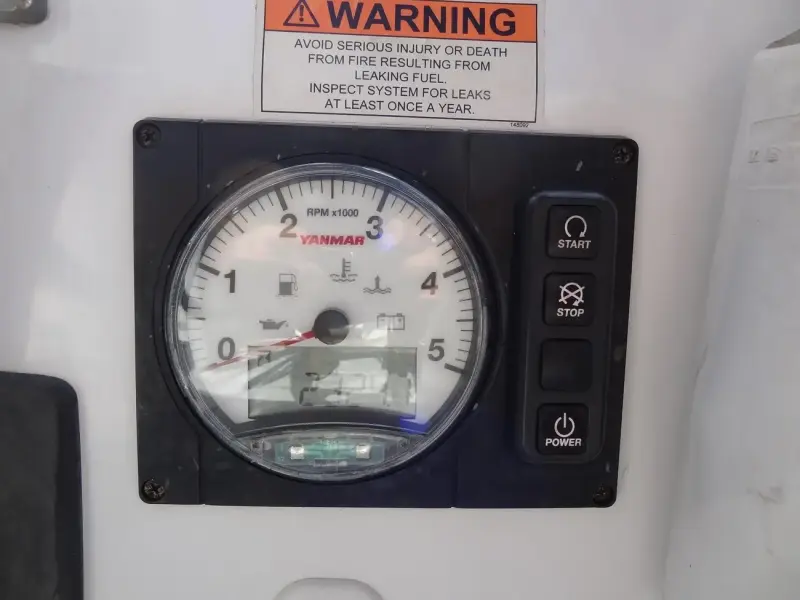 WARNING
AVOID SERIOUS INJURY OR DEATH
FROM FIRE RESULTING FROM
LEAKING FUEL.
INSPECT SYSTEM FOR LEAKS
AT LEAST ONCE A YEAR.
RPM x1000
YANMAR
0
1
2
3
4
5
START
STOP
POWER